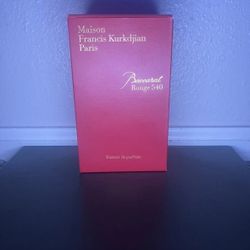 Maison
Francis Kurkdjian
Paris
Baccarat
Rouge 540
Extrait de parfum